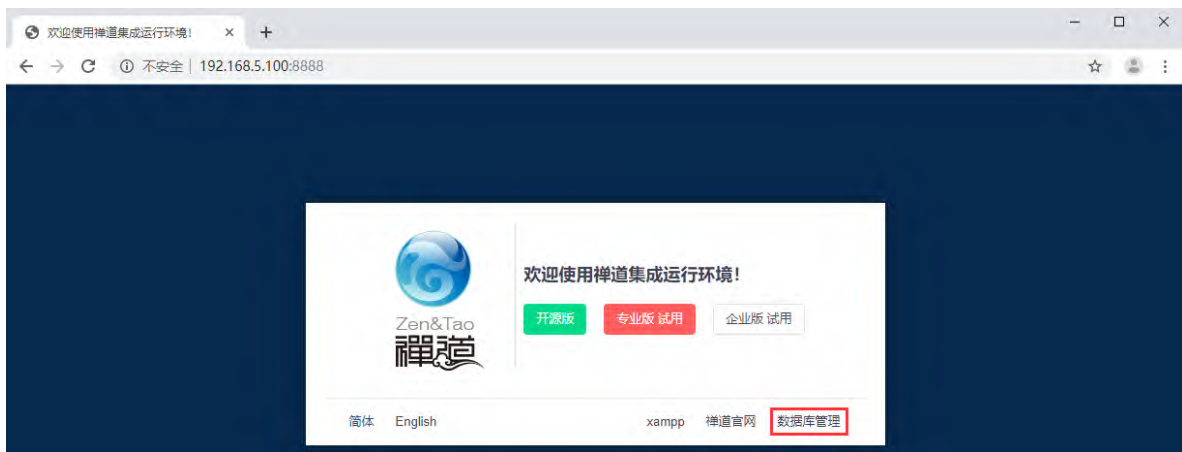 欢迎使用禅道集成运行环境!
不安全 | 192.168.5.100:8888
欢迎使用禅道集成运行环境!
开源版 专业版 试用 企业版 试用
Zen&Tao
禪道
简体 English xampp 禅道官网 数据库管理